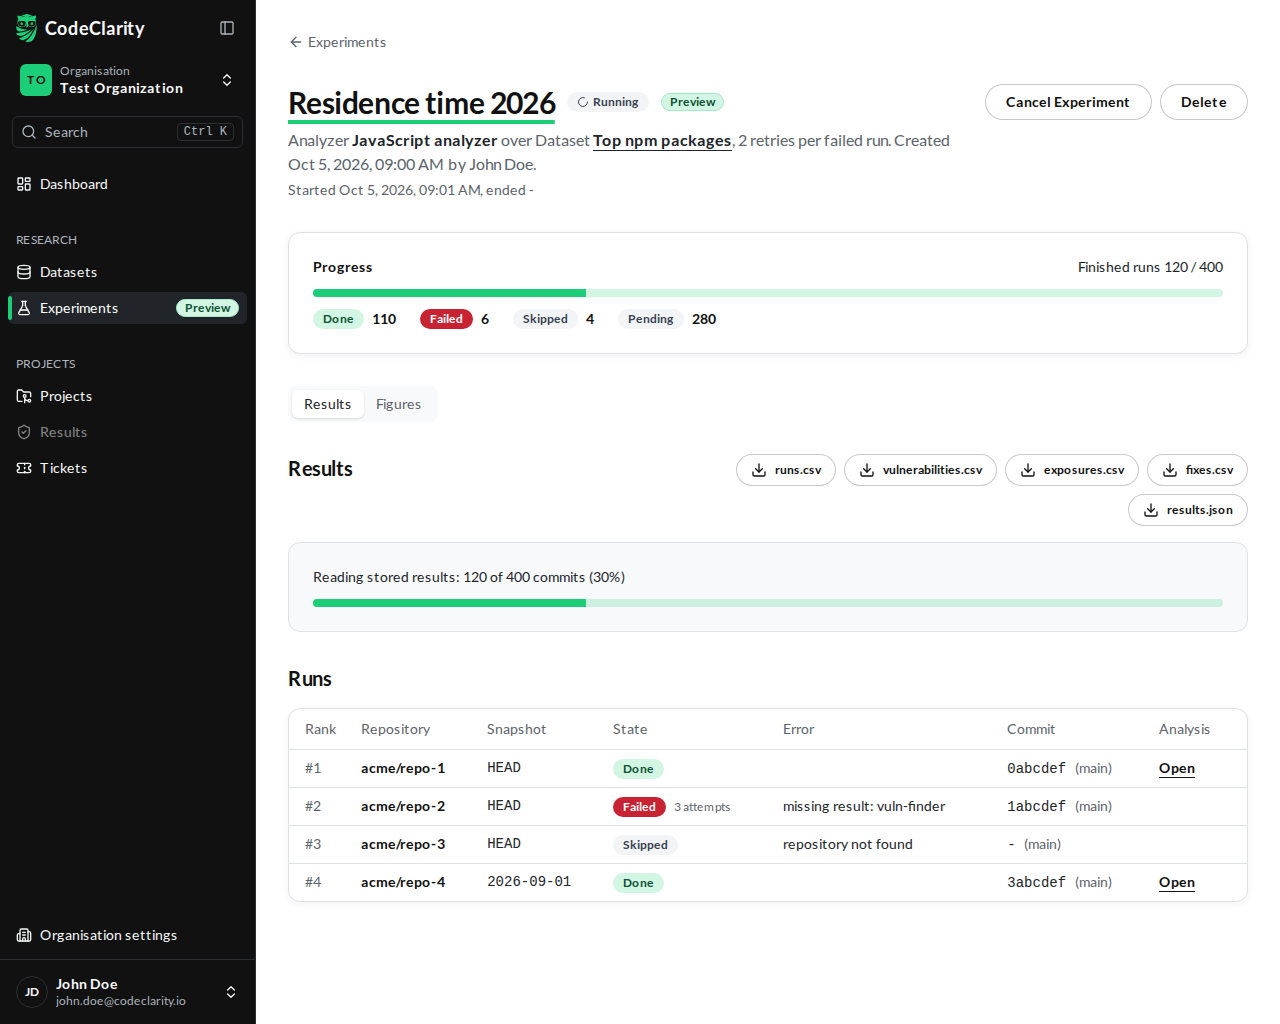 CodeClarity
TO
Organisation
Test Organization
Search
Ctrl K
Dashboard
RESEARCH
Datasets
Experiments
Preview
PROJECTS
Projects
Results
Tickets
Organisation settings
JD
John Doe
john.doe@codeclarity.io
Experiments
Residence time 2026
Running
Preview
Cancel Experiment
Delete
Analyzer JavaScript analyzer over Dataset Top npm packages, 2 retries per failed run. Created
Oct 5, 2026, 09:00 AM by John Doe.
Started Oct 5, 2026, 09:01 AM, ended -
Progress
Finished runs 120 / 400
Done 110 Failed 6 Skipped 4 Pending 280
Results Figures
Results
runs.csv vulnerabilities.csv exposures.csv fixes.csv
results.json
Reading stored results: 120 of 400 commits (30%)
Runs
Rank Repository Snapshot State Error Commit Analysis
#1 acme/repo-1 HEAD Done 0abcdef (main) Open
#2 acme/repo-2 HEAD Failed 3 attempts missing result: vuln-finder 1abcdef (main)
#3 acme/repo-3 HEAD Skipped repository not found - (main)
#4 acme/repo-4 2026-09-01 Done 3abcdef (main) Open